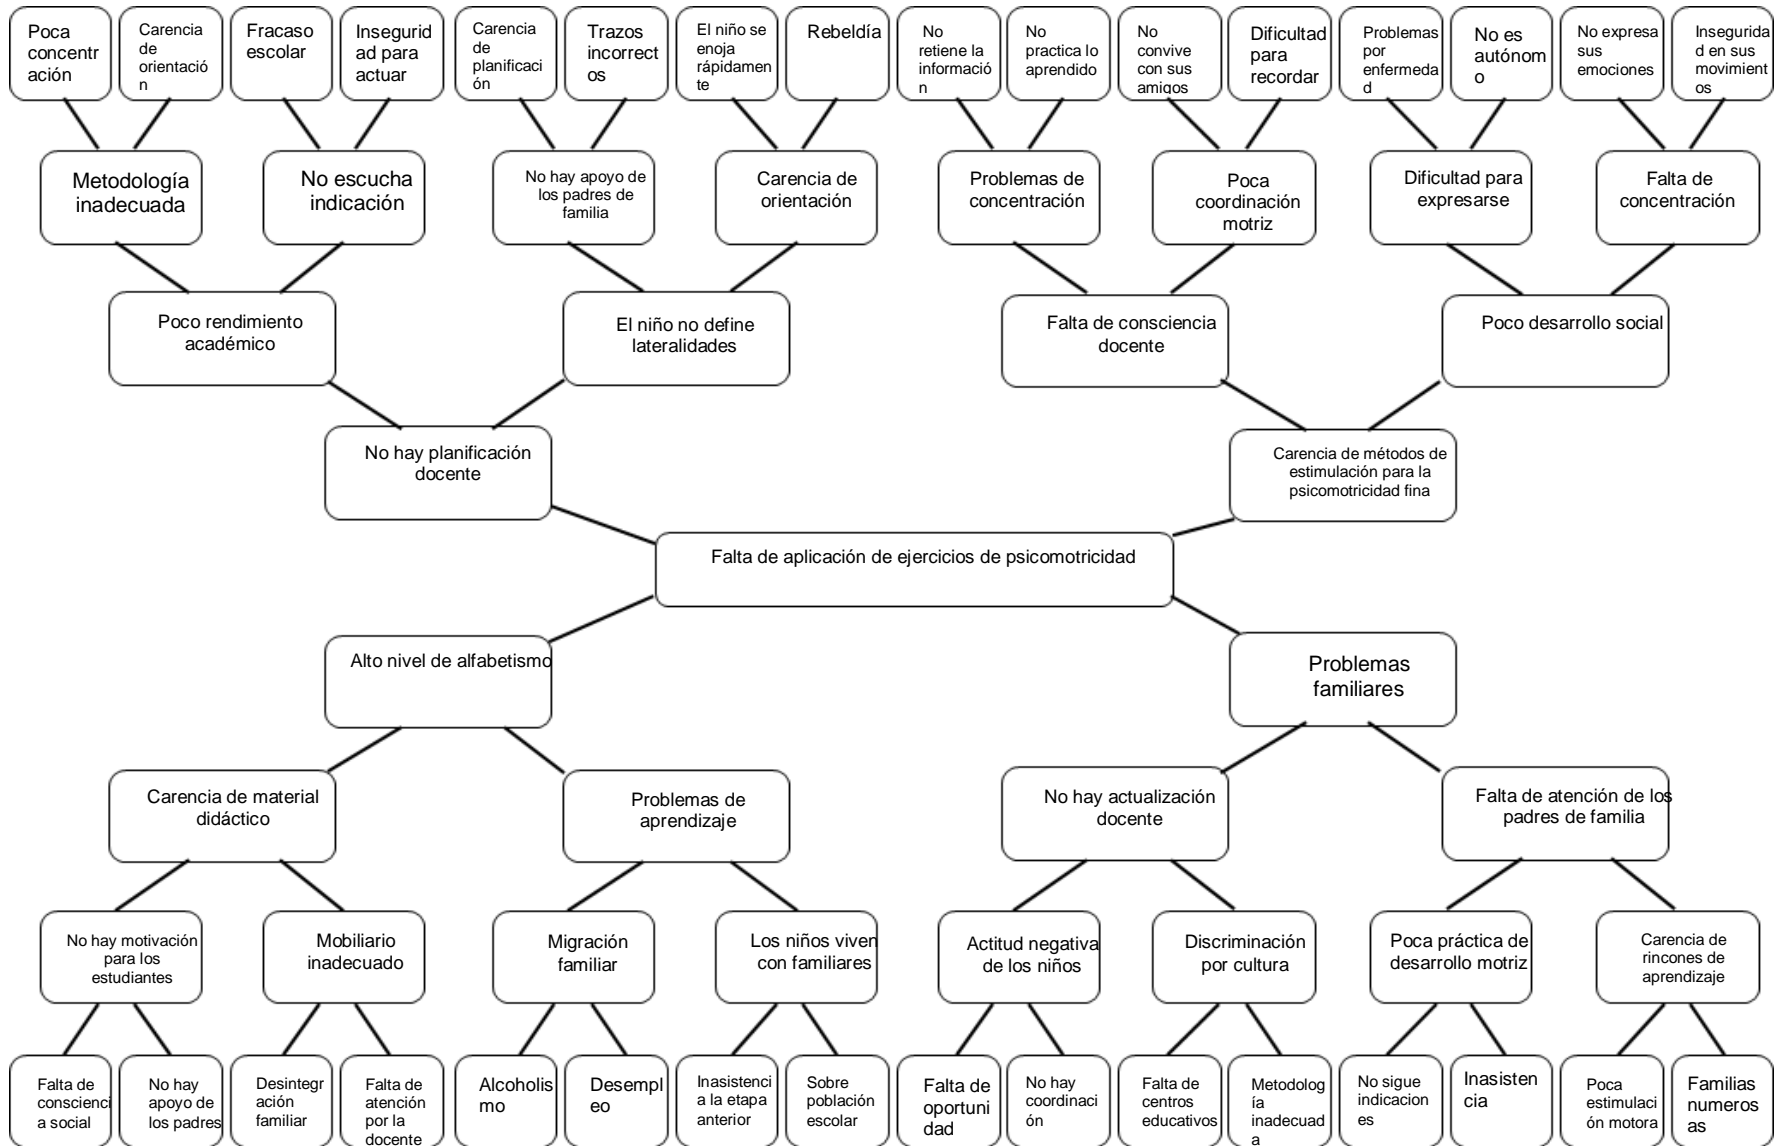 Poca
concentr
ación
Carencia
de
orientació
n
Fracaso
escolar
Insegurid
ad para
actuar
Carencia
de
planificaci
ón
Trazos
incorrect
os
El niño se
enoja
rápidamen
te
Rebeldía
No
retiene la
informació
n
No
practica lo
aprendido
No
convive
con sus
amigos
Dificultad
para
recordar
Problemas
por
enfermeda
d
No es
autónom
o
No expresa
sus
emociones
Insegurida
d en sus
movimient
os
Metodología
inadecuada
No escucha
indicación
No hay apoyo de
los padres de
familia
Carencia de
orientación
Problemas de
concentración
Poca
coordinación
motriz
Dificultad para
expresarse
Falta de
concentración
Poco rendimiento
académico
El niño no define
lateralidades
Falta de consciencia
docente
Poco desarrollo social
No hay planificación
docente
Carencia de métodos de
estimulación para la
psicomotricidad fina
Falta de aplicación de ejercicios de psicomotricidad
Alto nivel de alfabetismo
Problemas
familiares
Carencia de material
didáctico
Problemas de
aprendizaje
No hay actualización
docente
Falta de atención de los
padres de familia
No hay motivación
para los
estudiantes
Mobiliario
inadecuado
Migración
familiar
Los niños viven
con familiares
Actitud negativa
de los niños
Discriminación
por cultura
Poca práctica de
desarrollo motriz
Carencia de
rincones de
aprendizaje
Falta de
conscienci
a social
No hay
apoyo de
los padres
Desintegr
ación
familiar
Falta de
atención
por la
docente
Alcoholis
mo
Desempl
eo
Inasistenci
a la etapa
anterior
Sobre
población
escolar
Falta de
oportuni
dad
No hay
coordinaci
ón
Falta de
centros
educativos
Metodolog
ía
inadecuad
a
No sigue
indicacion
es
Inasisten
cia
Poca
estimulaci
ón motora
Familias
numeros
as